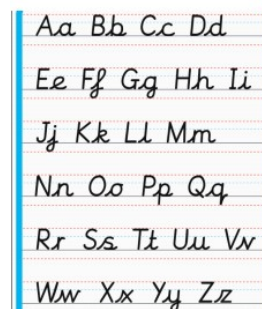 Aa Bb Cc Dd
Ee Ff Gg Hh Ii
Jj Kk Ll Mm
Nn Oo Pp Qq
Rr Ss Tt Uu Vv
Ww Xx Yy Zz